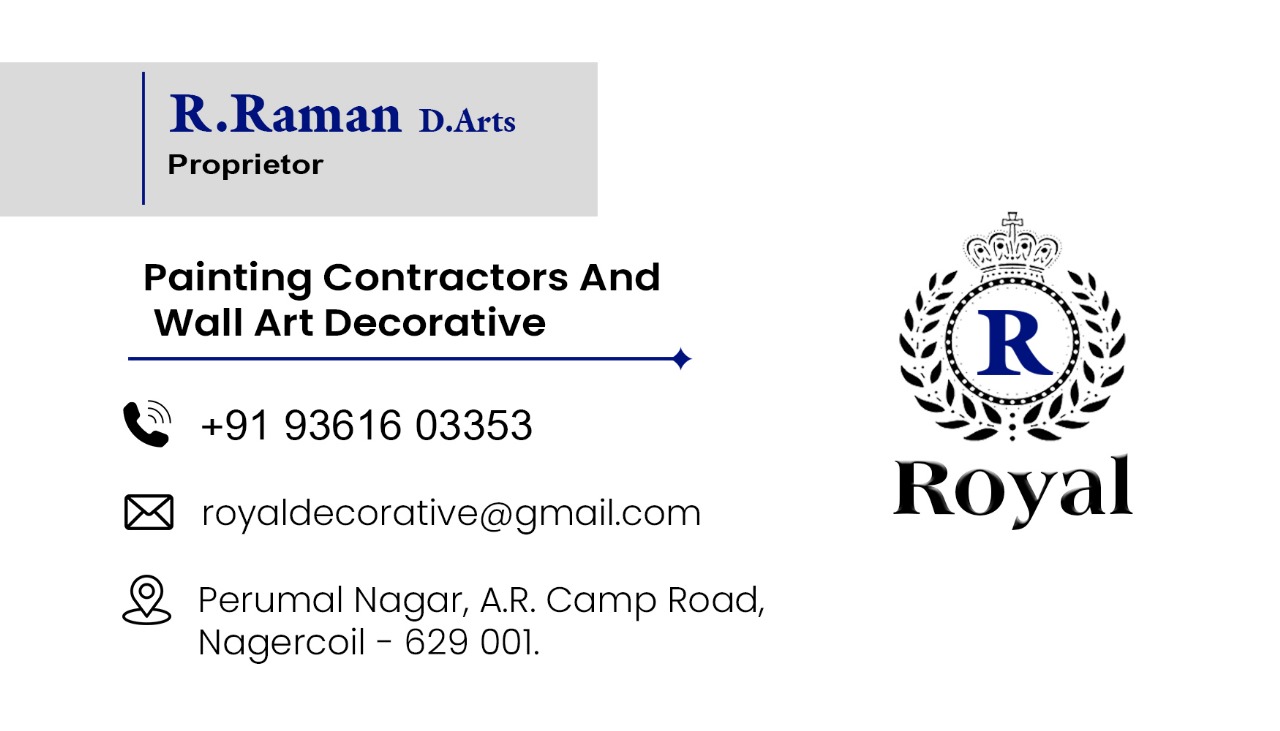 R.Raman D.Arts
Proprietor
Painting Contractors And
Wall Art Decorative
+91 93616 03353
royaldecorative@gmail.com
Perumal Nagar, A.R. Camp Road,
Nagercoil - 629 001.
R
Royal